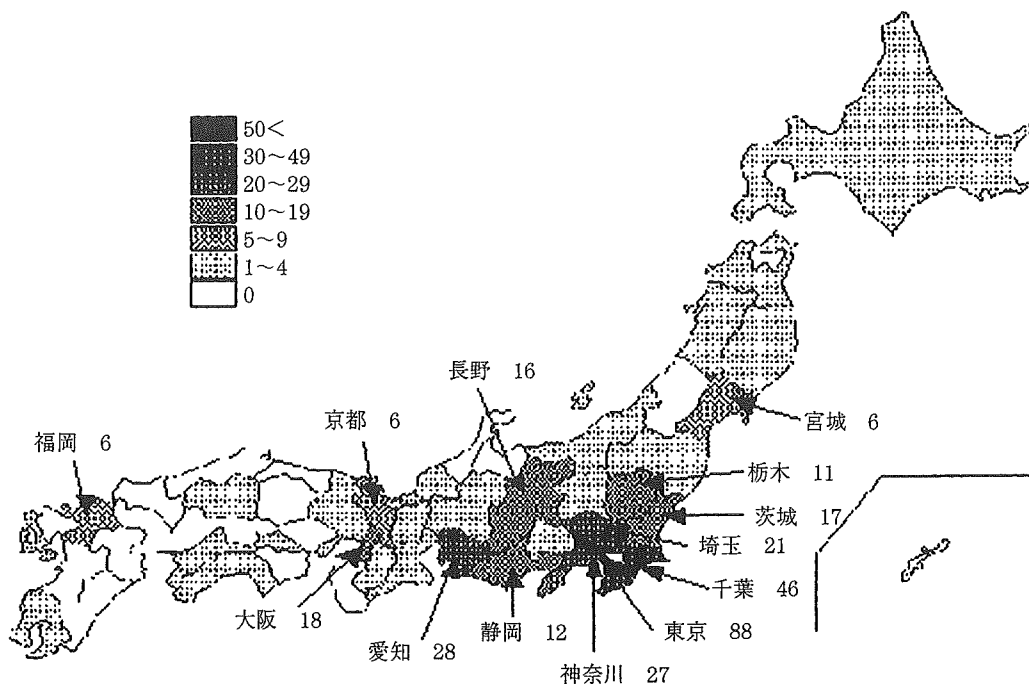 50<
30～49
20～29
10～19
5～9
1～4
0
長野 16
京都 6
福岡 6
宮城 6
栃木 11
茨城 17
埼玉 21
千葉 46
東京 88
神奈川 27
静岡 12
愛知 28
大阪 18